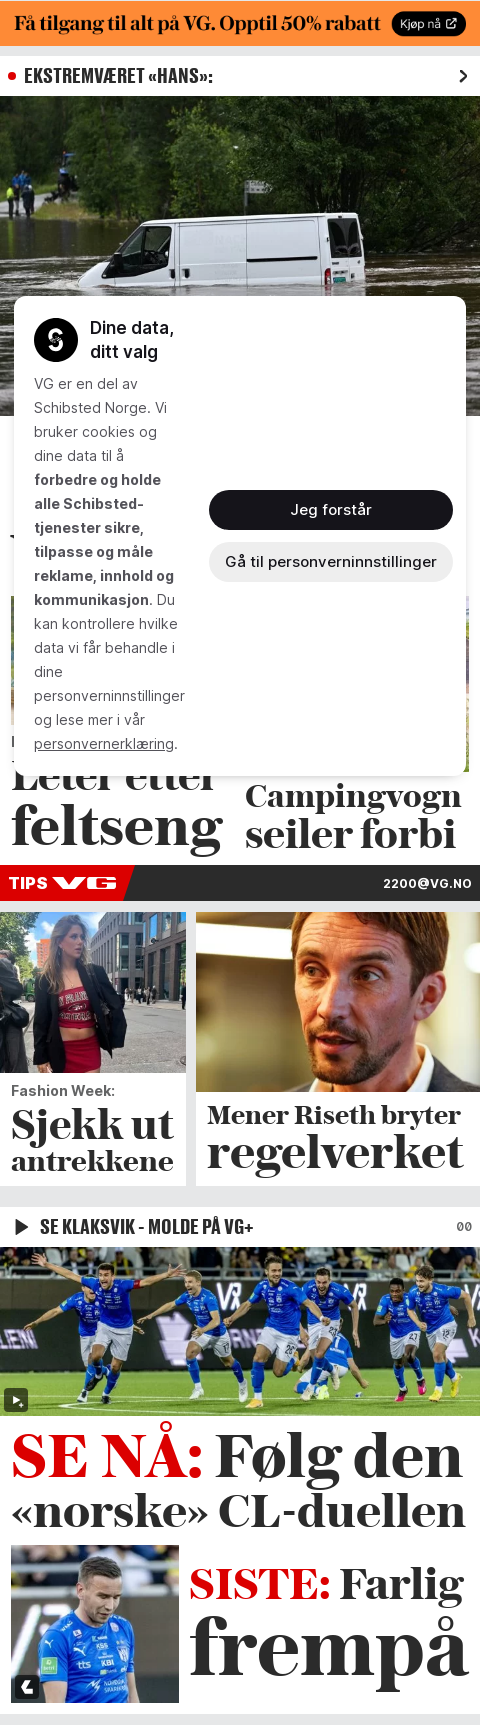 Få tilgang til alt på VG. Opptil 50% rabatt
Kjøp nå
EKSTREMVÆRET «HANS»:
Dine data,
ditt valg
VG er en del av
Schibsted Norge. Vi
bruker cookies og
dine data til å
forbedre og holde
alle Schibsted-
tjenester sikre,
tilpasse og måle
reklame, innhold og
kommunikasjon. Du
kan kontrollere hvilke
data vi får behandle i
dine
personverninnstillinger
og lese mer i vår
personvernerklæring.
Jeg forstår
Gå til personverninnstillinger
Leter etter
feltseng
Campingvogn
seiler forbi
TIPS VG
2200@VG.NO
Fashion Week:
Sjekk ut
antrekkene
Mener Riseth bryter
regelverket
SE KLAKSVIK - MOLDE PÅ VG+
00
SE NÅ: Følg den
«norske» CL-duellen
SISTE: Farlig
frempå